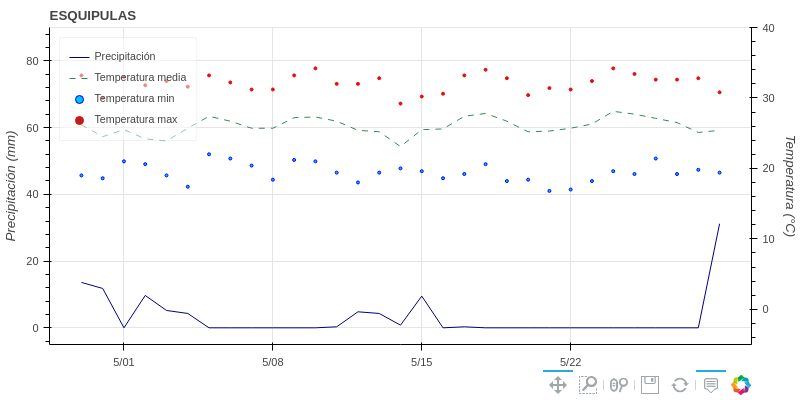 ESQUIPULAS
Precipitación
Temperatura media
Temperatura min
Temperatura max
Precipitación (mm)
80
60
40
20
0
Temperatura (°C)
40
30
20
10
0
5/01
5/08
5/15
5/22